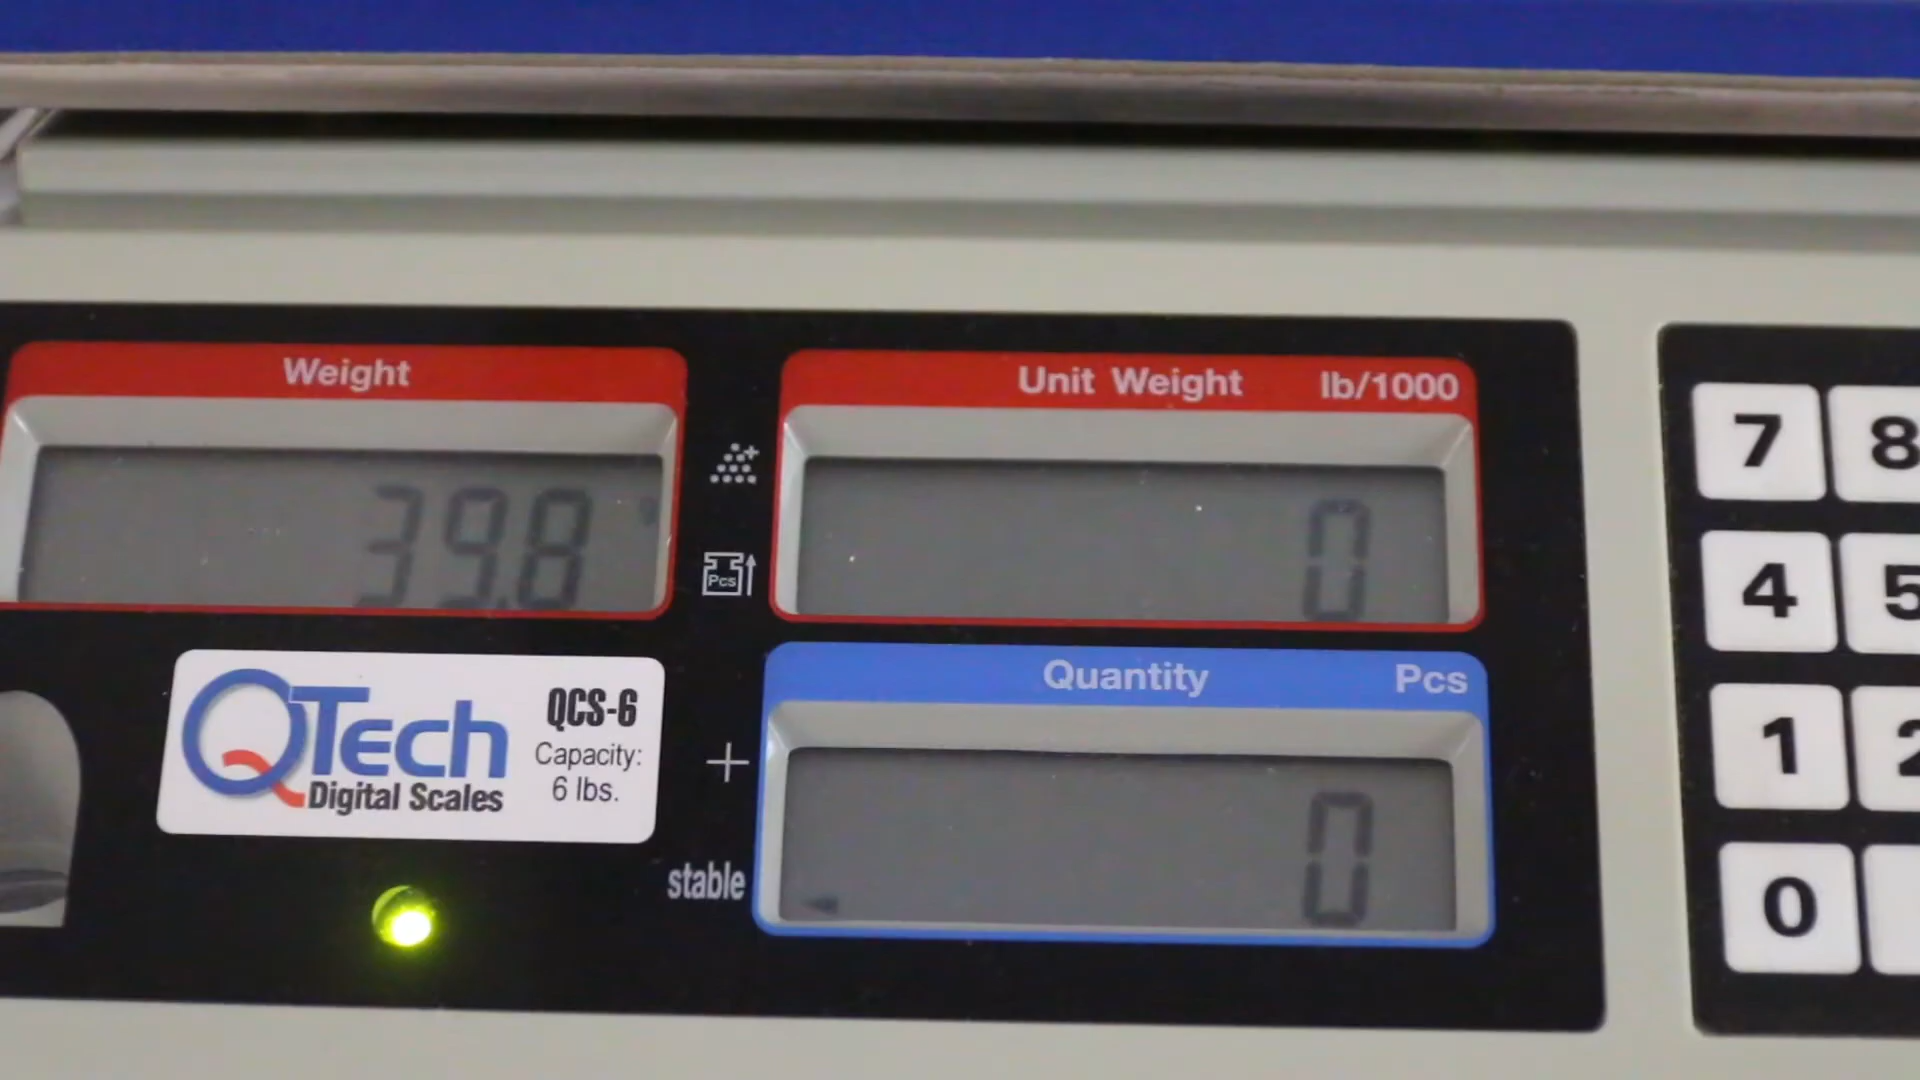 Weight
39.8
Unit Weight lb/1000
0
Pcs
QTech
Digital Scales
QCS-6
Capacity:
6 lbs.
Quantity Pcs
0
+
stable
7 8
4 5
1 2
0